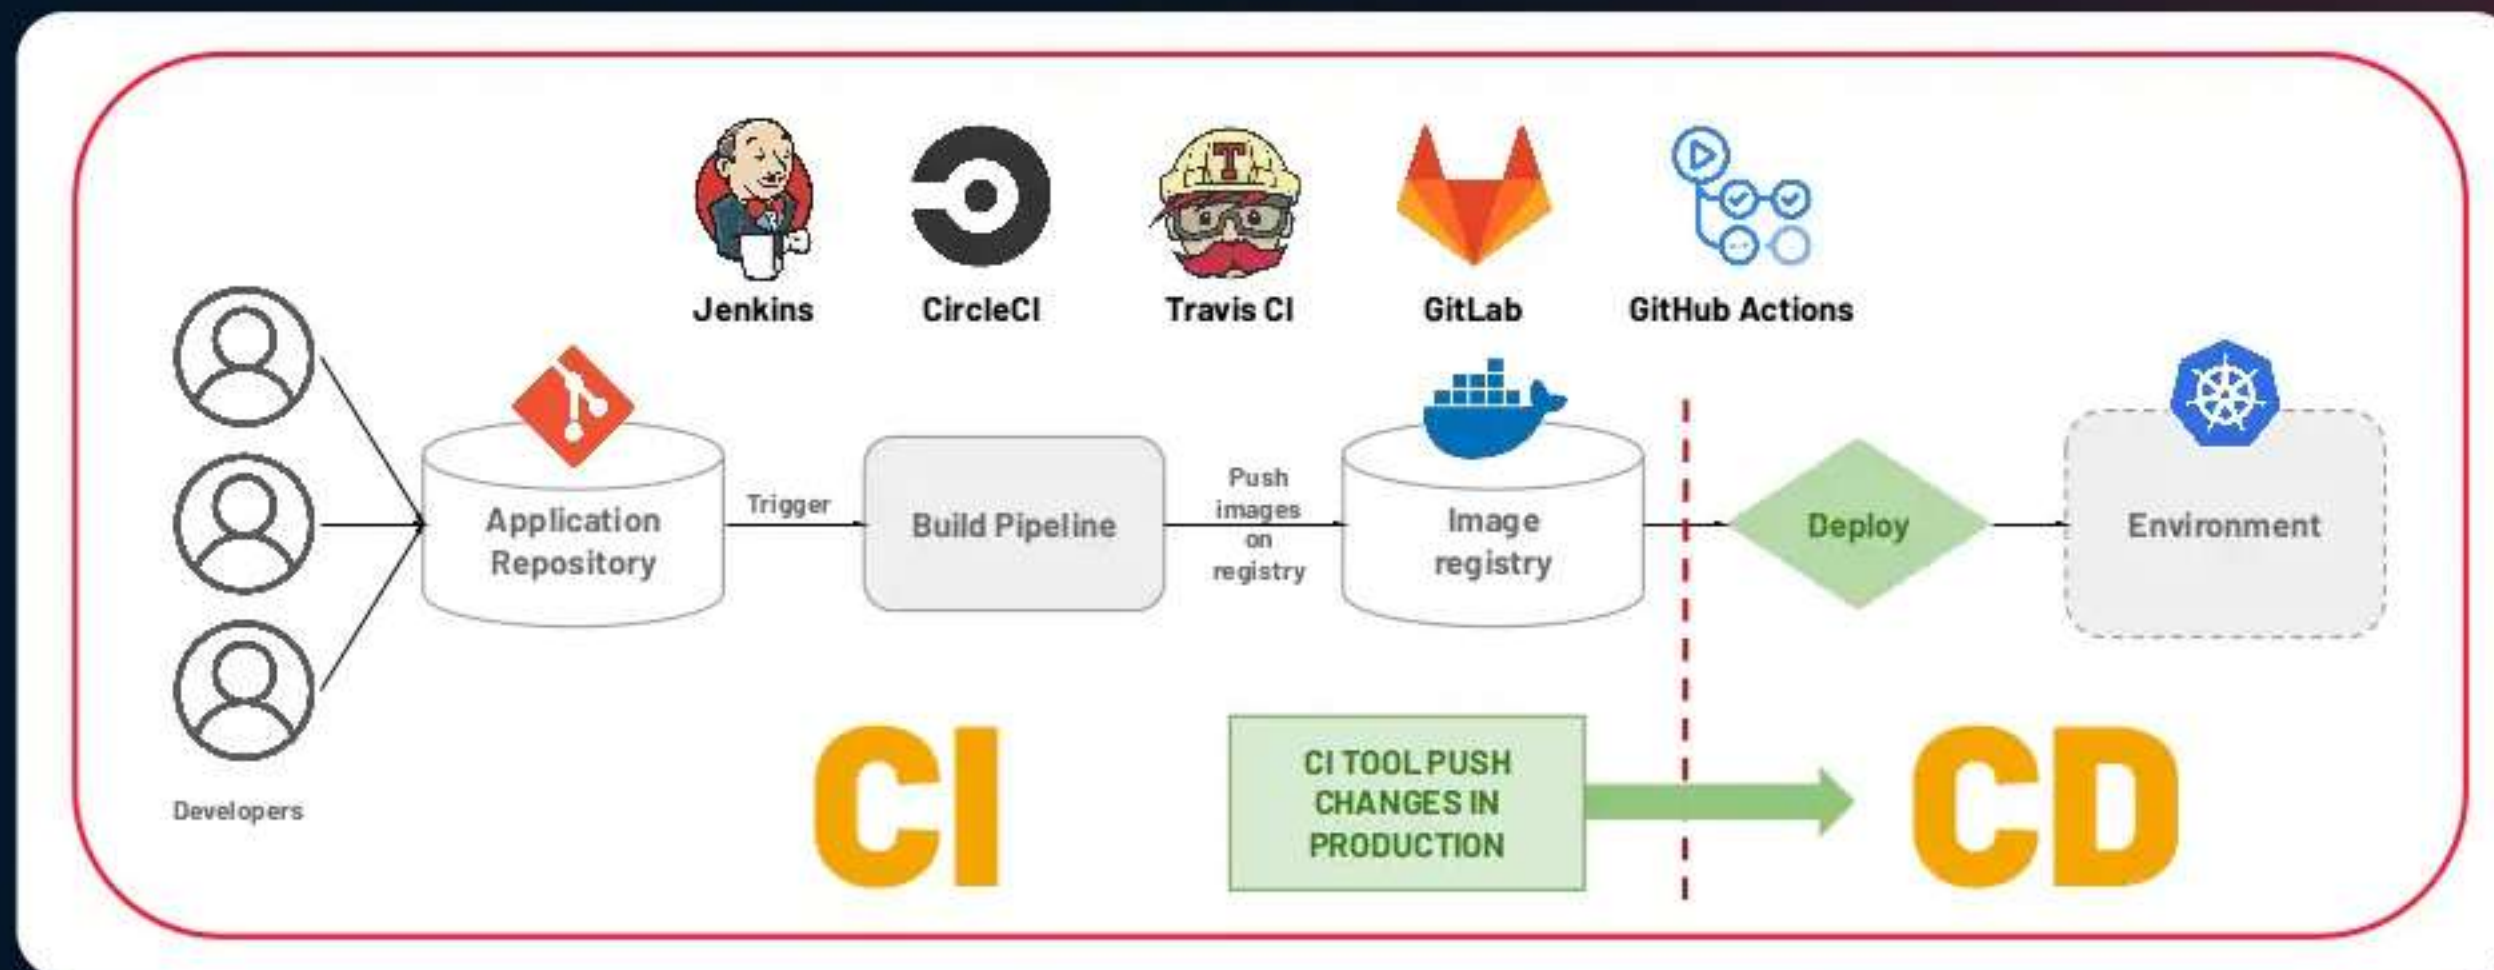 Jenkins
CircleCI
Travis CI
GitLab
GitHub Actions
T
Application
Repository
Trigger
Build Pipeline
Push
images
on
registry
Image
registry
Deploy
Environment
Developers
CI
CI TOOL PUSH
CHANGES IN
PRODUCTION
CD